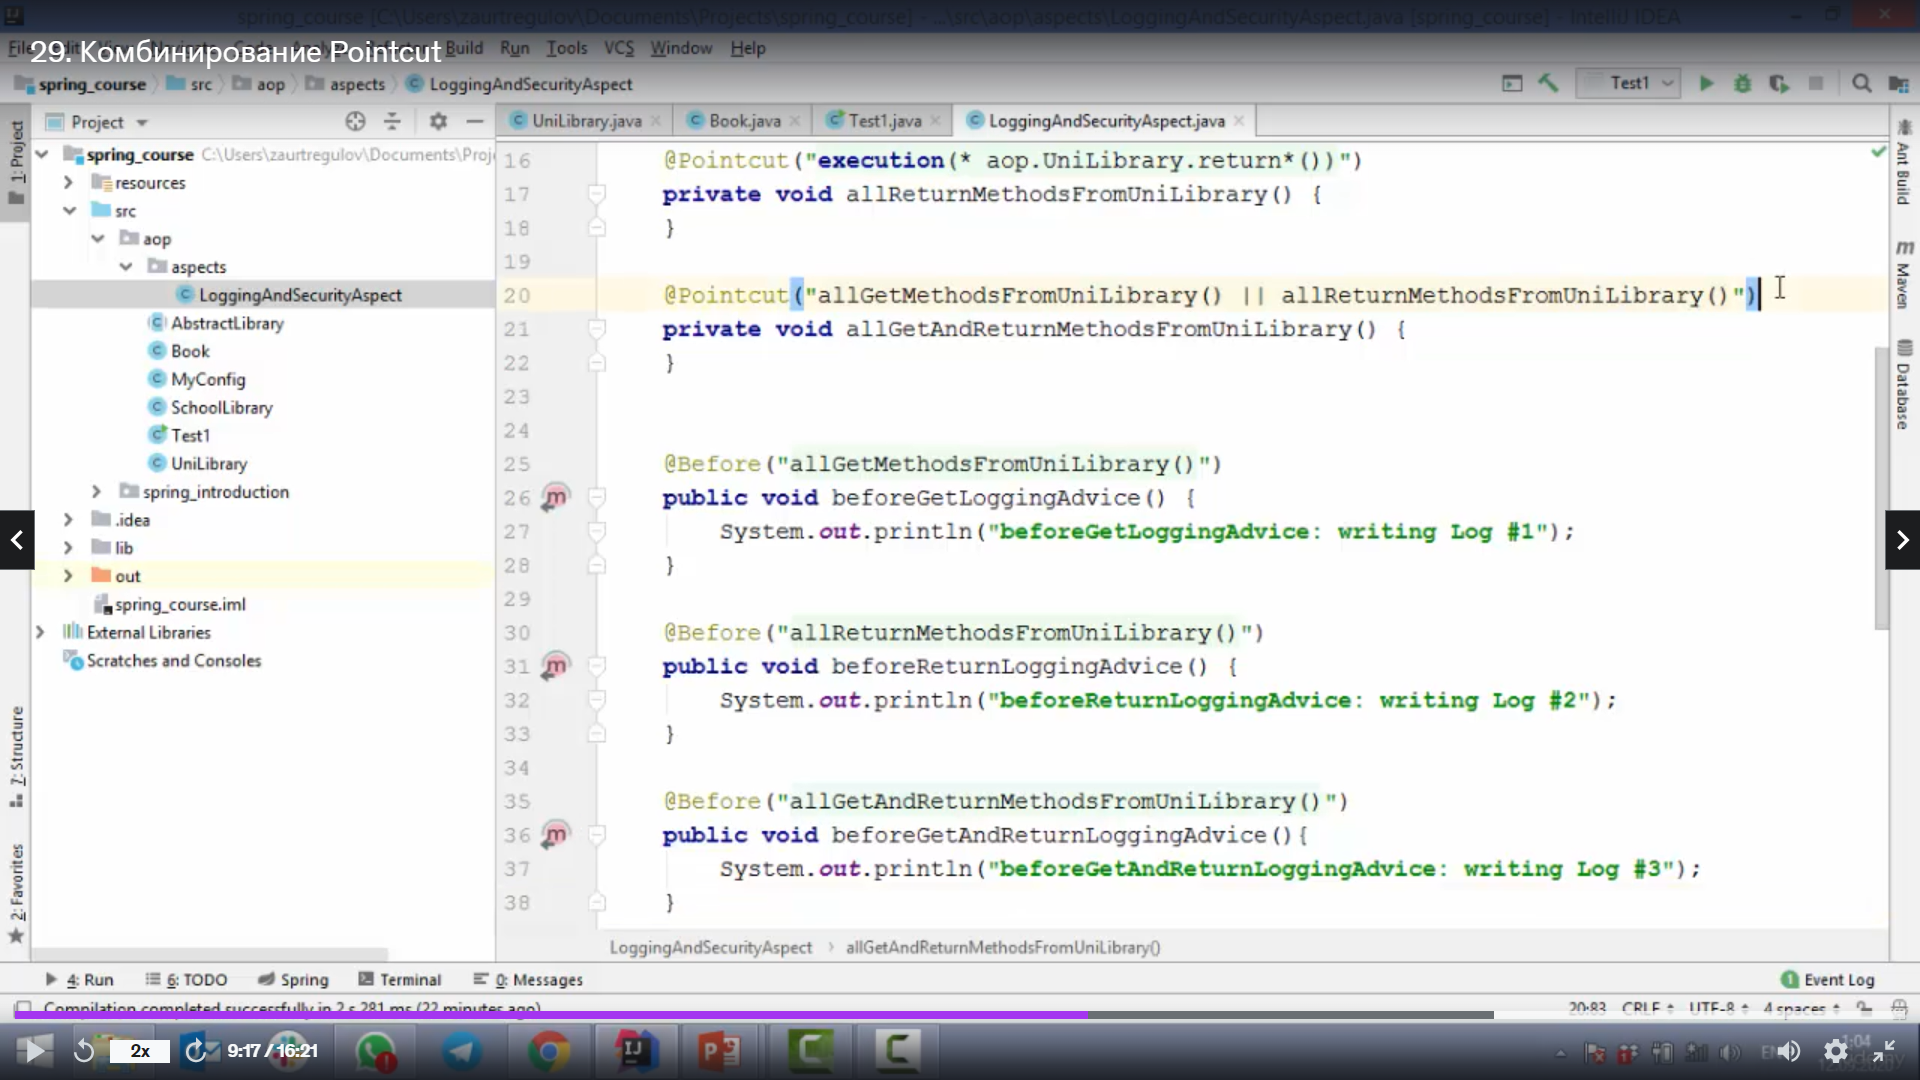 spring_course [C:\Users\zaurtregulov\Documents\Projects\spring_course] - ...\src\aop\aspects\LoggingAndSecurityAspect.java [spring_course] - IntelliJ IDEA
29. Комбинирование Pointcut
File Build Run Tools VCS Window Help
spring_course src aop aspects LoggingAndSecurityAspect
Test1
Project
UniLibrary.java Book.java Test1.java LoggingAndSecurityAspect.java
1: Project
7: Structure
2: Favorites
Ant Build
Maven
Database
spring_course C:\Users\zaurtregulov\Documents\Proj
resources
src
aop
aspects
LoggingAndSecurityAspect
AbstractLibrary
Book
MyConfig
SchoolLibrary
Test1
UniLibrary
spring_introduction
.idea
lib
out
spring_course.iml
External Libraries
Scratches and Consoles
16 @Pointcut("execution(* aop.UniLibrary.return*())")
17 private void allReturnMethodsFromUniLibrary() {
18 }
19
20 @Pointcut("allGetMethodsFromUniLibrary() || allReturnMethodsFromUniLibrary()")
21 private void allGetAndReturnMethodsFromUniLibrary() {
22 }
23
24
25 @Before("allGetMethodsFromUniLibrary()")
26 public void beforeGetLoggingAdvice() {
27 System.out.println("beforeGetLoggingAdvice: writing Log #1");
28 }
29
30 @Before("allReturnMethodsFromUniLibrary()")
31 public void beforeReturnLoggingAdvice() {
32 System.out.println("beforeReturnLoggingAdvice: writing Log #2");
33 }
34
35 @Before("allGetAndReturnMethodsFromUniLibrary()")
36 public void beforeGetAndReturnLoggingAdvice(){
37 System.out.println("beforeGetAndReturnLoggingAdvice: writing Log #3");
38 }
LoggingAndSecurityAspect › allGetAndReturnMethodsFromUniLibrary()
4: Run 6: TODO Spring Terminal 0: Messages
1 Event Log
Compilation completed successfully in 2 s 281 ms (22 minutes ago)
20:83 CRLF UTF-8 4 spaces
2x 9:17 / 16:21